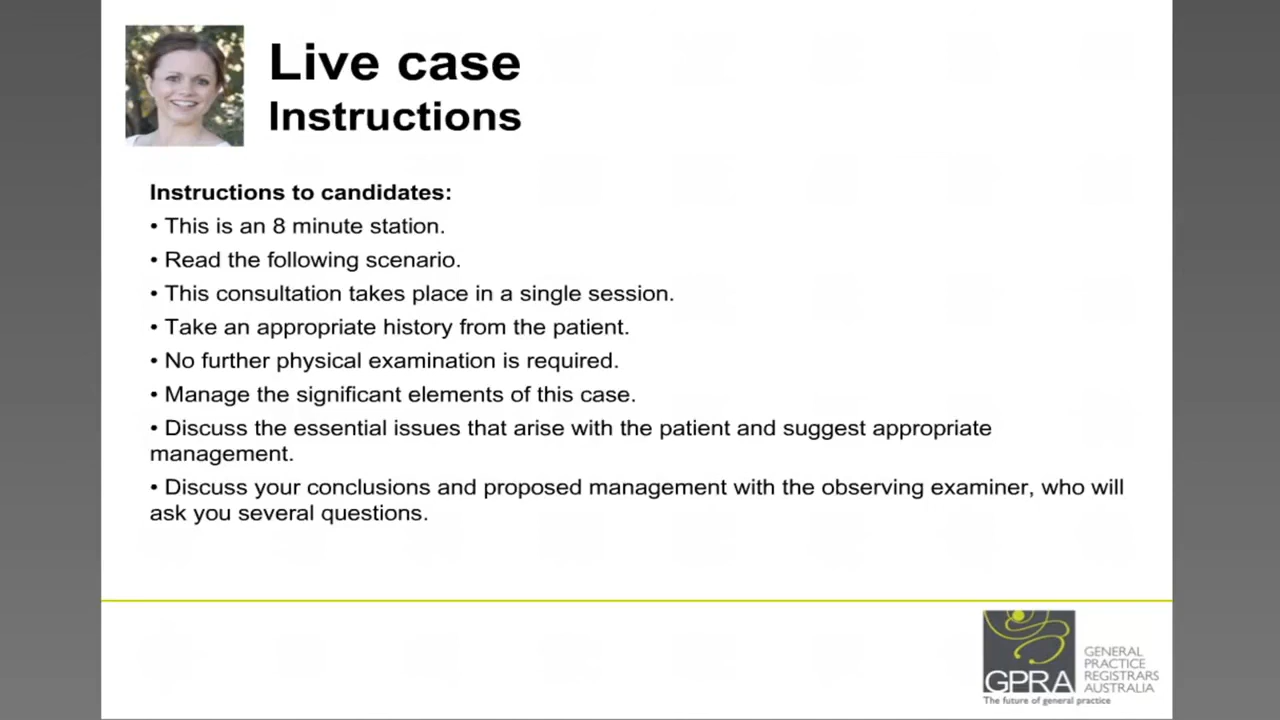 Live case
Instructions
Instructions to candidates:
• This is an 8 minute station.
• Read the following scenario.
• This consultation takes place in a single session.
• Take an appropriate history from the patient.
• No further physical examination is required.
• Manage the significant elements of this case.
• Discuss the essential issues that arise with the patient and suggest appropriate
management.
• Discuss your conclusions and proposed management with the observing examiner, who will
ask you several questions.
GPRA
GENERAL
PRACTICE
REGISTRARS
AUSTRALIA
The future of general practice